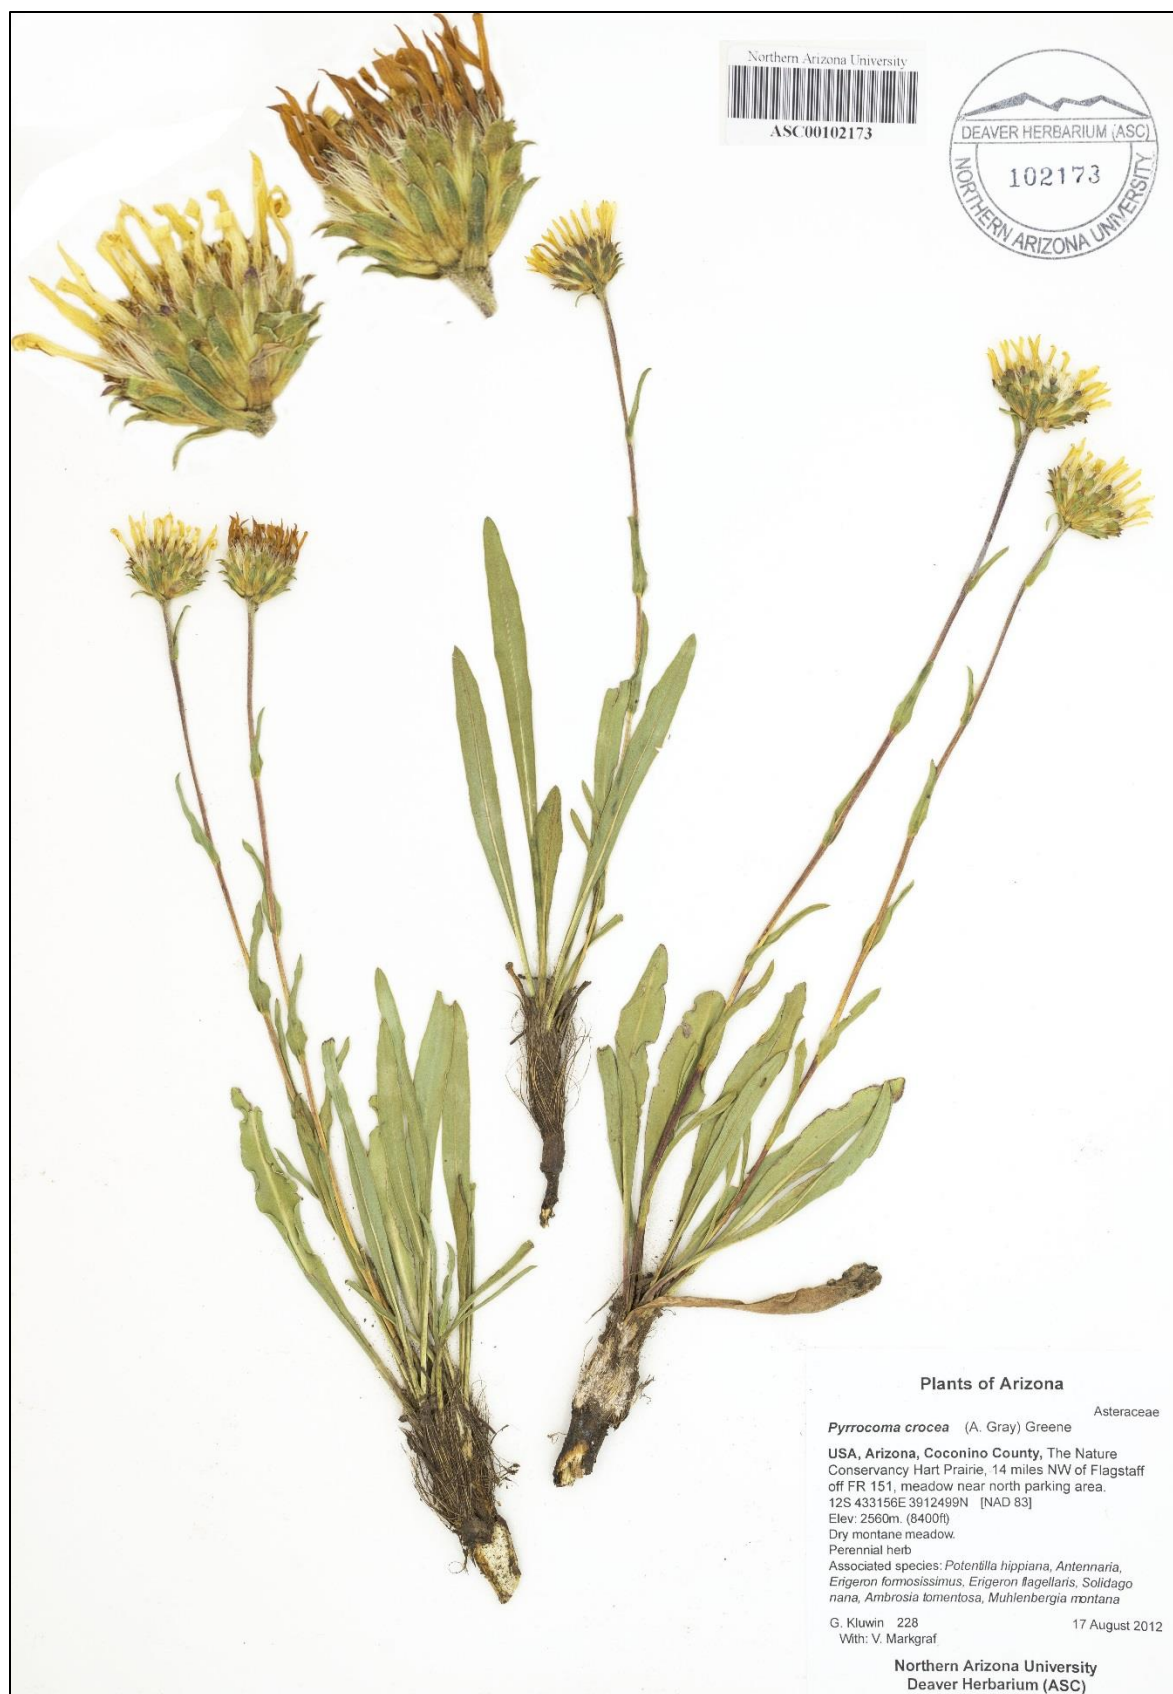 Northern Arizona University
ASC00102173
DEAVER HERBARIUM (ASC)
102173
NORTHERN ARIZONA UNIVERSITY
Plants of Arizona
Asteraceae
Pyrrocoma crocea (A. Gray) Greene
USA, Arizona, Coconino County, The Nature
Conservancy Hart Prairie, 14 miles NW of Flagstaff
off FR 151, meadow near north parking area.
12S 433156E 3912499N [NAD 83]
Elev: 2560m. (8400ft)
Dry montane meadow.
Perennial herb
Associated species: Potentilla hippiana, Antennaria,
Erigeron formosissimus, Erigeron flagellaris, Solidago
nana, Ambrosia tomentosa, Muhlenbergia montana
G. Kluwin 228 17 August 2012
With: V. Markgraf
Northern Arizona University
Deaver Herbarium (ASC)